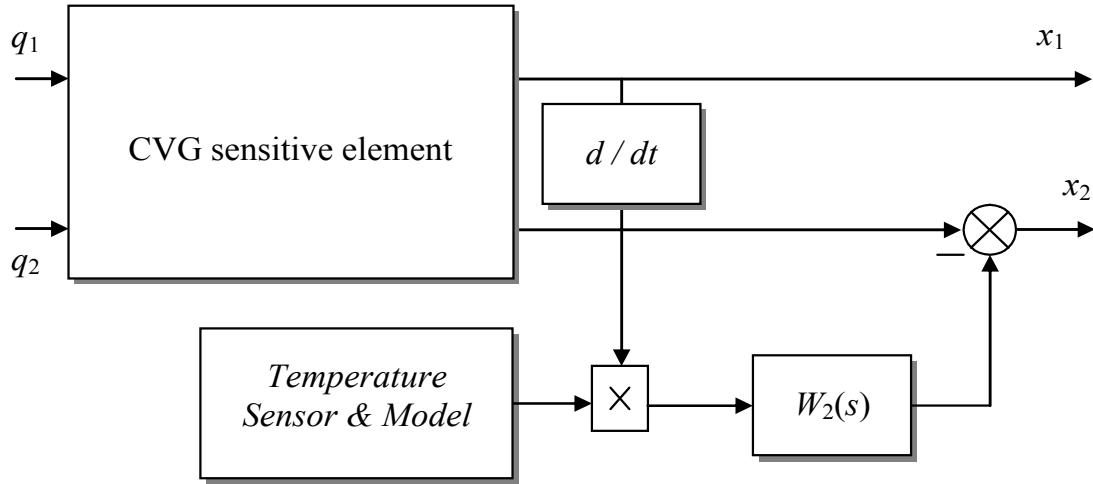 q₁
x₁
CVG sensitive element
d / dt
x₂
q₂
−
Temperature
Sensor & Model
×
W₂(s)